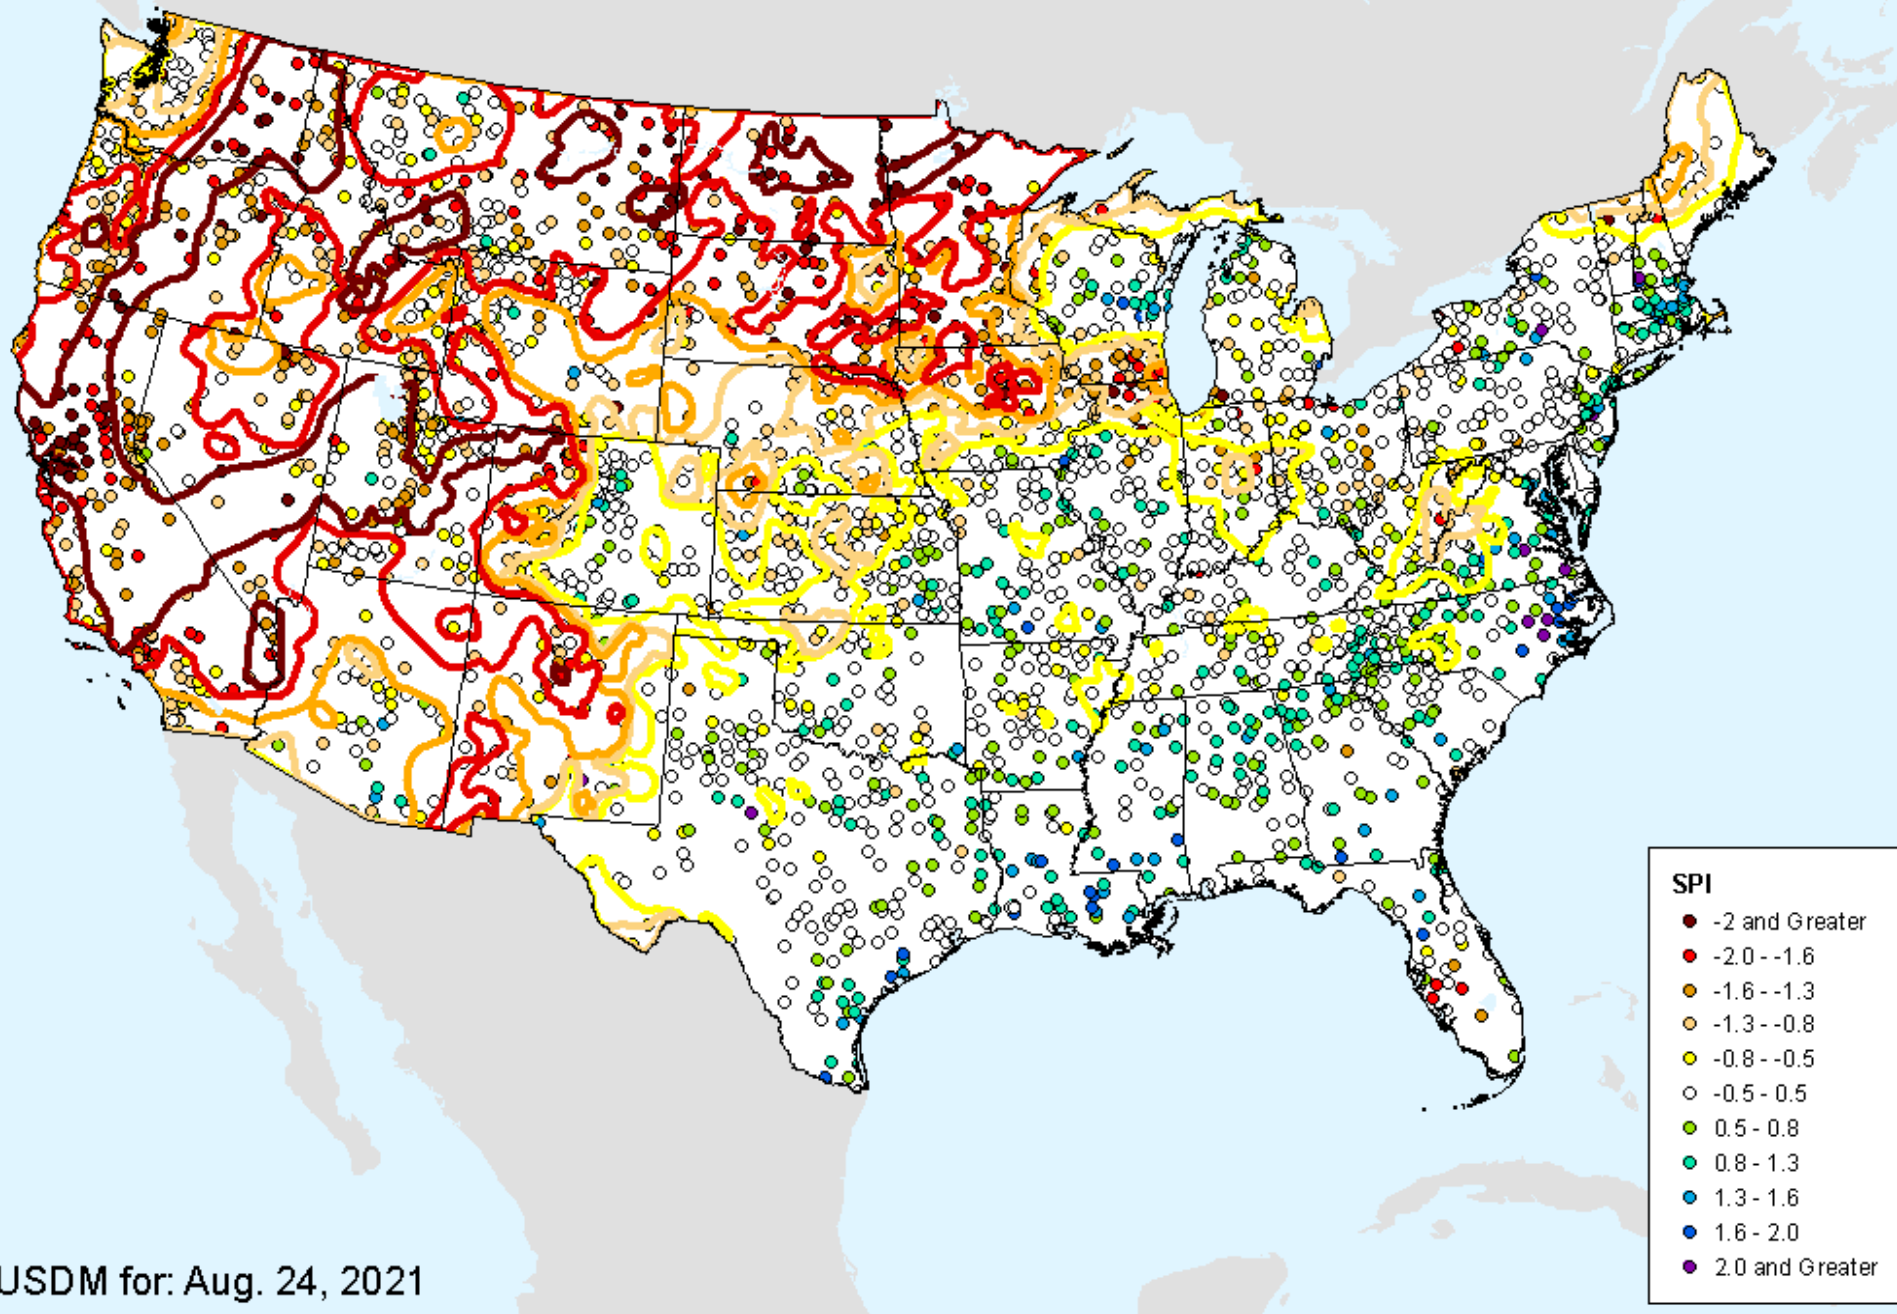 SPI
-2 and Greater
-2.0 - -1.6
-1.6 - -1.3
-1.3 - -0.8
-0.8 - -0.5
-0.5 - 0.5
0.5 - 0.8
0.8 - 1.3
1.3 - 1.6
1.6 - 2.0
2.0 and Greater
USDM for: Aug. 24, 2021